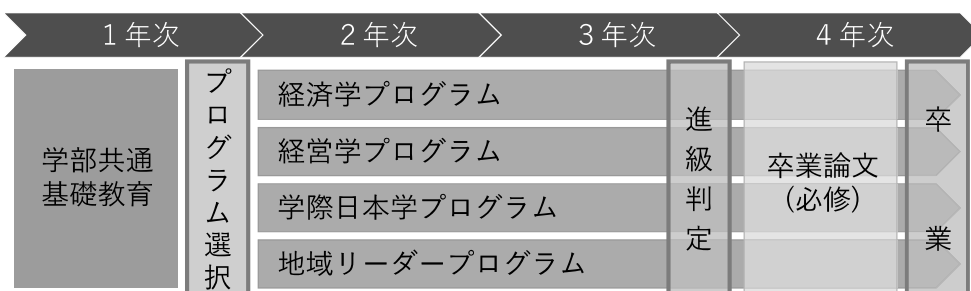 1年次
2年次
3年次
4年次
学部共通
基礎教育
プログラム選択
経済学プログラム
経営学プログラム
学際日本学プログラム
地域リーダープログラム
進級判定
卒業論文
(必修)
卒業